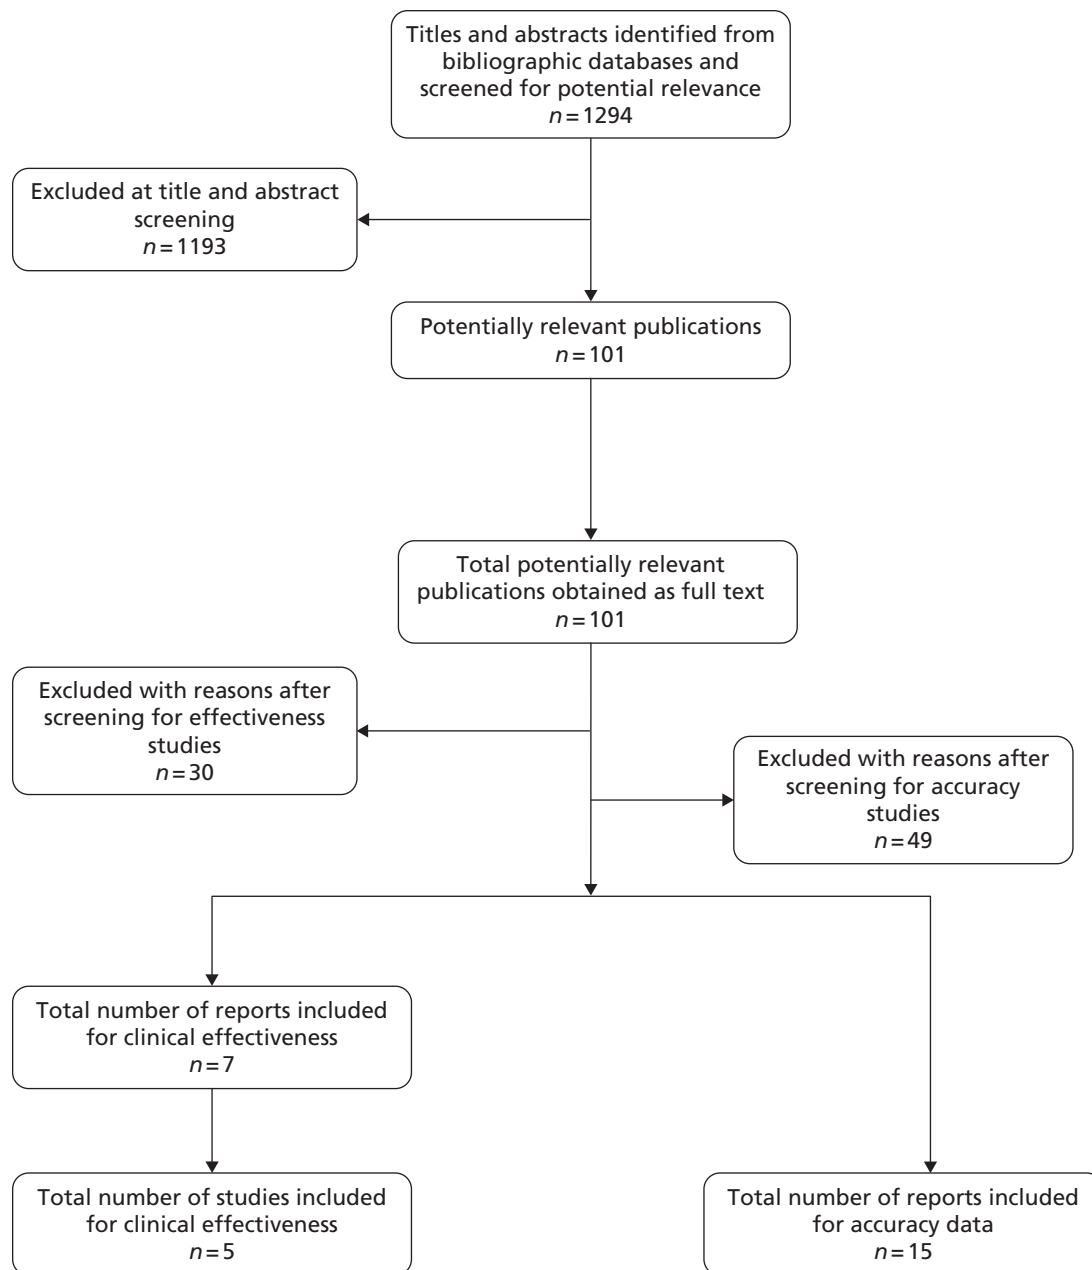 Titles and abstracts identified from
bibliographic databases and
screened for potential relevance
n = 1294
Excluded at title and abstract
screening
n = 1193
Potentially relevant publications
n = 101
Total potentially relevant
publications obtained as full text
n = 101
Excluded with reasons after
screening for effectiveness
studies
n = 30
Excluded with reasons after
screening for accuracy
studies
n = 49
Total number of reports included
for clinical effectiveness
n = 7
Total number of studies included
for clinical effectiveness
n = 5
Total number of reports included
for accuracy data
n = 15